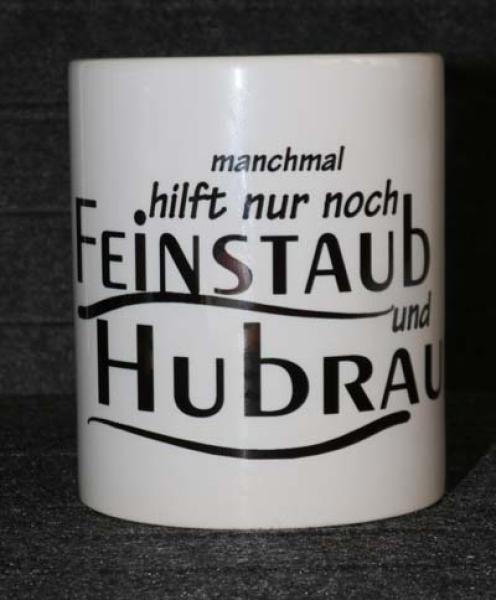 manchmal
hilft nur noch
FEiNSTAUb
und
HubRAU